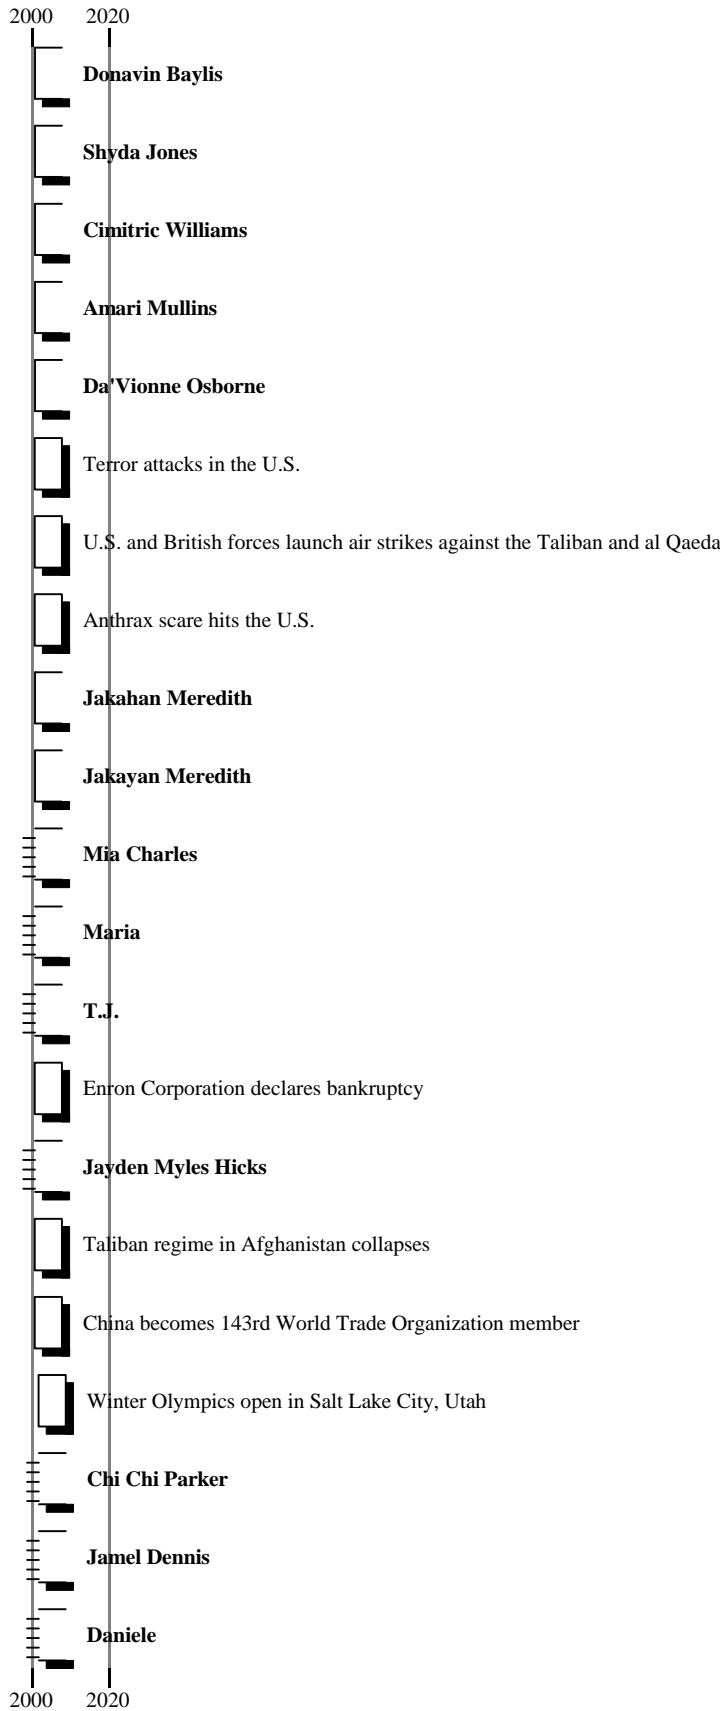 2000 2020
Donavin Baylis
Shyda Jones
Cimitric Williams
Amari Mullins
Da'Vionne Osborne
Terror attacks in the U.S.
U.S. and British forces launch air strikes against the Taliban and al Qaeda
Anthrax scare hits the U.S.
Jakahan Meredith
Jakayan Meredith
Mia Charles
Maria
T.J.
Enron Corporation declares bankruptcy
Jayden Myles Hicks
Taliban regime in Afghanistan collapses
China becomes 143rd World Trade Organization member
Winter Olympics open in Salt Lake City, Utah
Chi Chi Parker
Jamel Dennis
Daniele
2000 2020